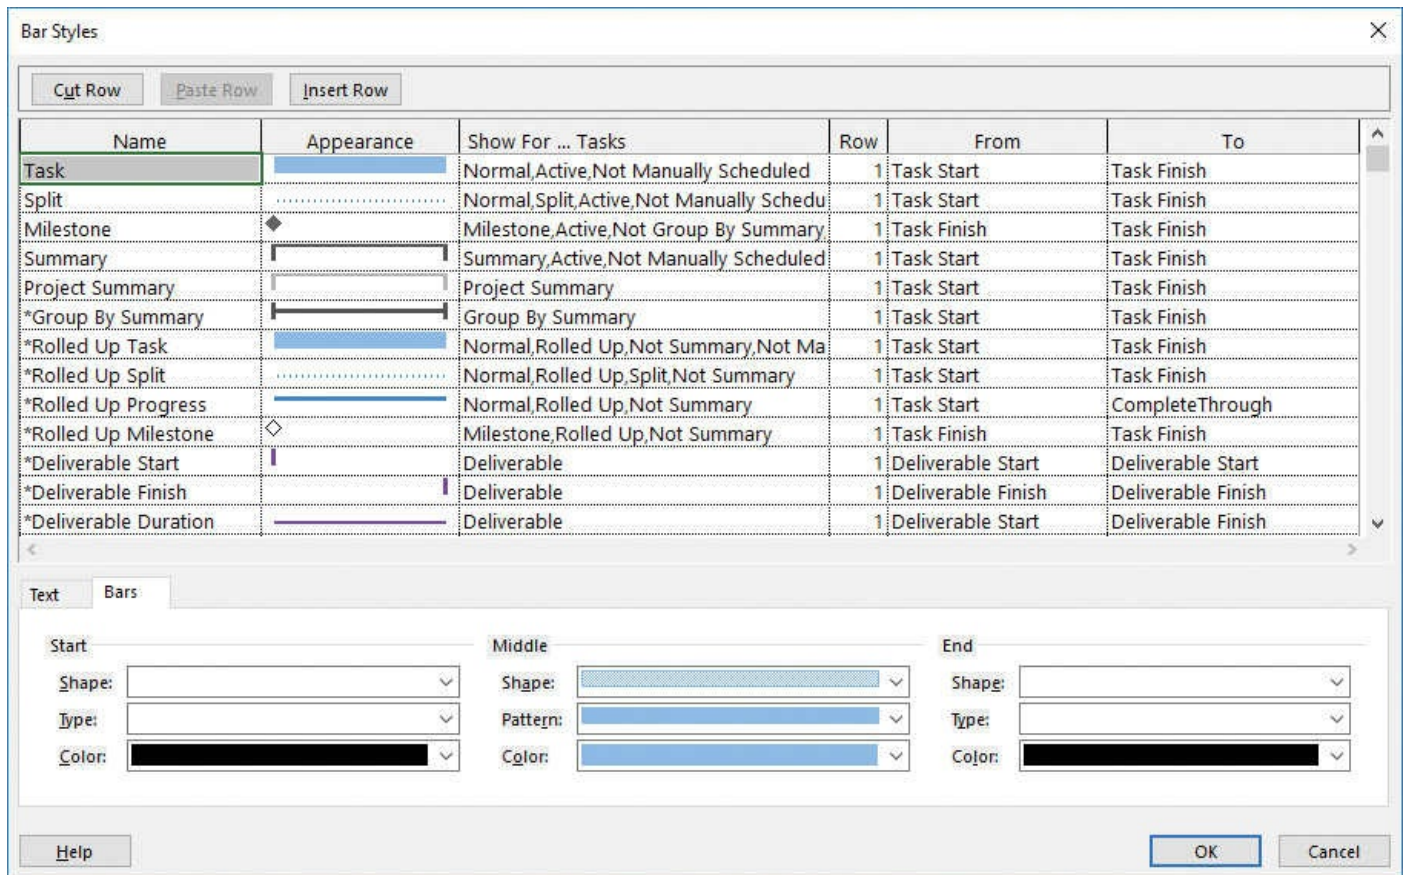 Bar Styles
Cut Row Paste Row Insert Row
Name Appearance Show For ... Tasks Row From To
Task Normal,Active,Not Manually Scheduled 1 Task Start Task Finish
Split Normal,Split,Active,Not Manually Schedu 1 Task Start Task Finish
Milestone Milestone,Active,Not Group By Summary, 1 Task Finish Task Finish
Summary Summary,Active,Not Manually Scheduled 1 Task Start Task Finish
Project Summary Project Summary 1 Task Start Task Finish
*Group By Summary Group By Summary 1 Task Start Task Finish
*Rolled Up Task Normal,Rolled Up,Not Summary,Not Ma 1 Task Start Task Finish
*Rolled Up Split Normal,Rolled Up,Split,Not Summary 1 Task Start Task Finish
*Rolled Up Progress Normal,Rolled Up,Not Summary 1 Task Start CompleteThrough
*Rolled Up Milestone Milestone,Rolled Up,Not Summary 1 Task Finish Task Finish
*Deliverable Start Deliverable 1 Deliverable Start Deliverable Start
*Deliverable Finish Deliverable 1 Deliverable Finish Deliverable Finish
*Deliverable Duration Deliverable 1 Deliverable Start Deliverable Finish
Text Bars
Start Middle End
Shape: Shape: Shape:
Type: Pattern: Type:
Color: Color: Color:
Help OK Cancel